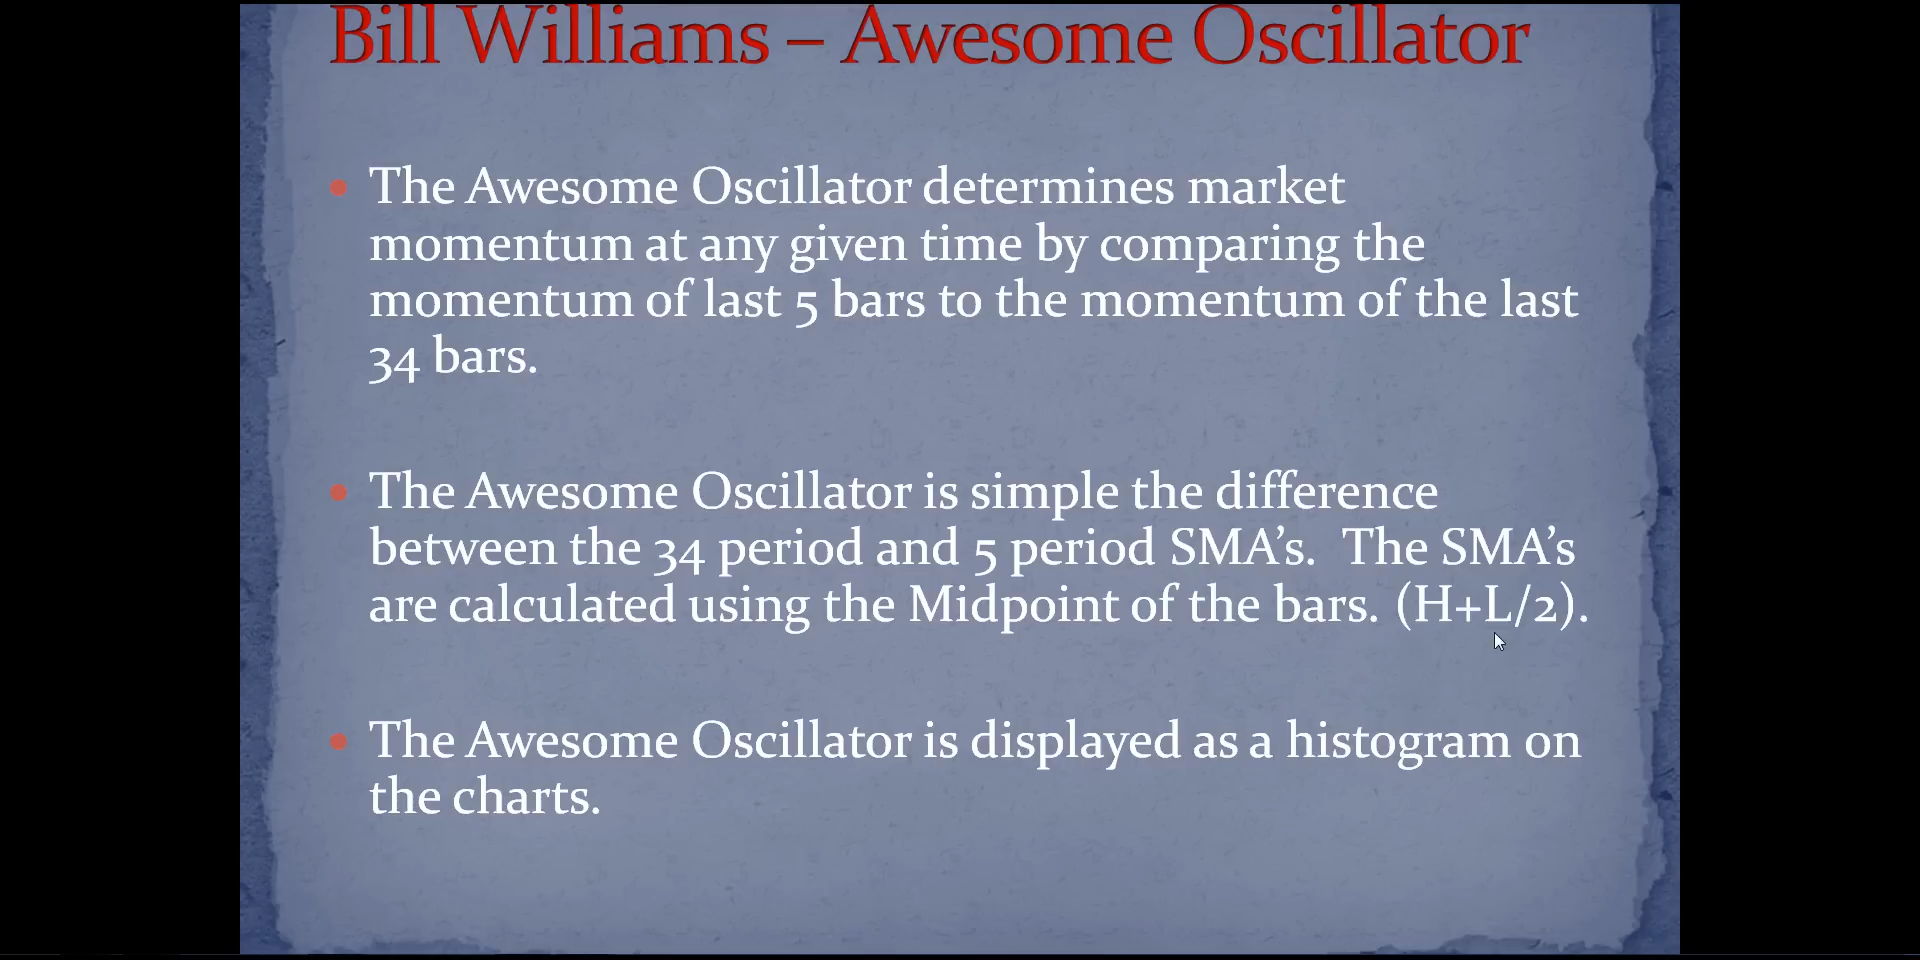 Bill Williams – Awesome Oscillator
The Awesome Oscillator determines market
momentum at any given time by comparing the
momentum of last 5 bars to the momentum of the last
34 bars.
The Awesome Oscillator is simple the difference
between the 34 period and 5 period SMA’s.  The SMA’s
are calculated using the Midpoint of the bars. (H+L/2).
The Awesome Oscillator is displayed as a histogram on
the charts.